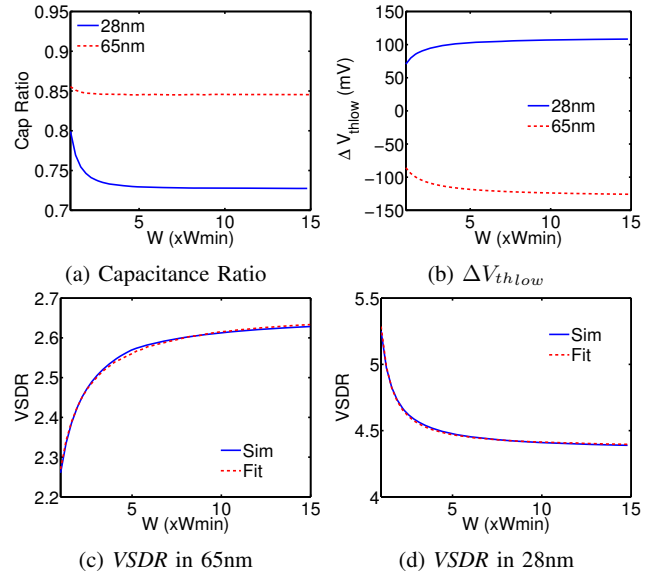 0.95
0.9
0.85
0.8
0.75
0.7
Cap Ratio
28nm
65nm
5
10
15
W (xWmin)
(a) Capacitance Ratio
150
100
50
0
−50
−100
−150
Δ V_thlow (mV)
28nm
65nm
5
10
15
W (xWmin)
(b) ΔV_thlow
2.7
2.6
2.5
2.4
2.3
2.2
VSDR
Sim
Fit
5
10
15
W (xWmin)
(c) VSDR in 65nm
5.5
5
4.5
4
VSDR
Sim
Fit
5
10
15
W (xWmin)
(d) VSDR in 28nm